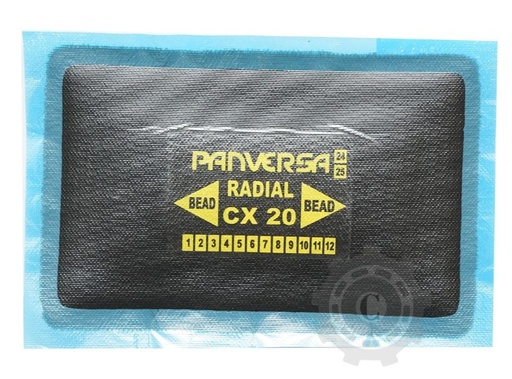 PANVERSA 24
25
RADIAL
BEAD CX 20 BEAD
1 2 3 4 5 6 7 8 9 10 11 12
C